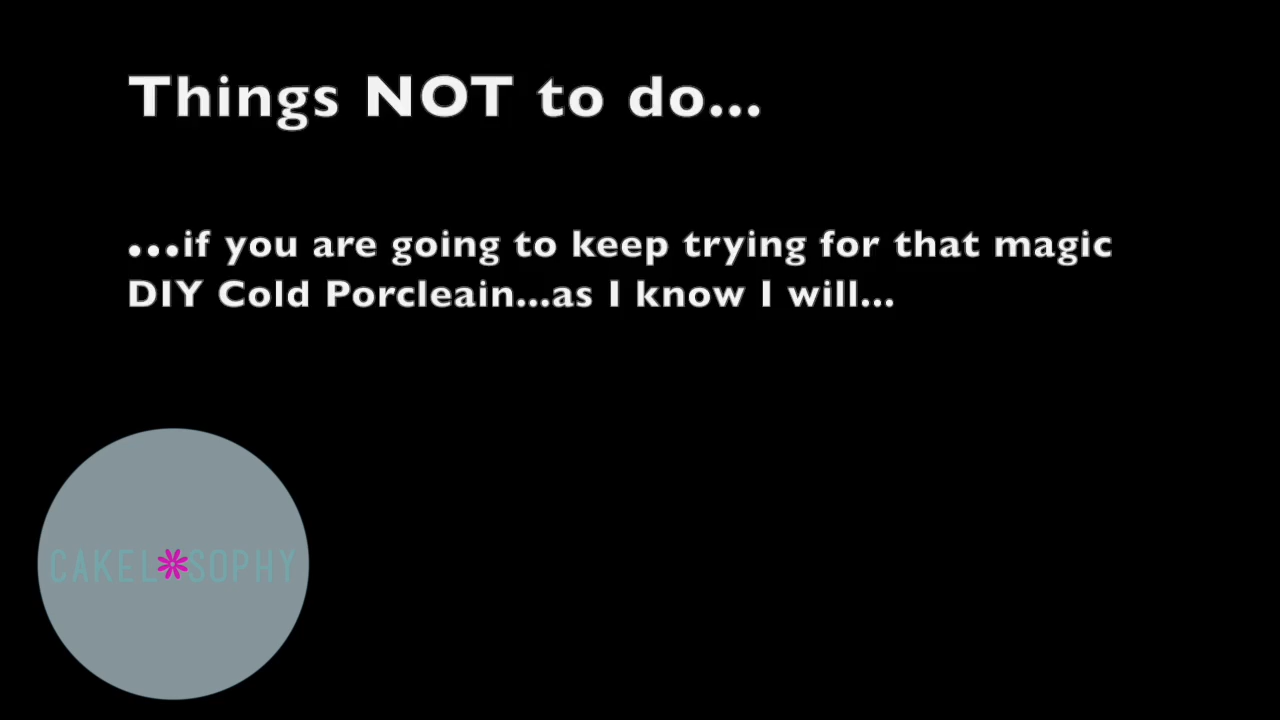 Things NOT to do...
...if you are going to keep trying for that magic
DIY Cold Porcleain...as I know I will...
CAKEL SOPHY